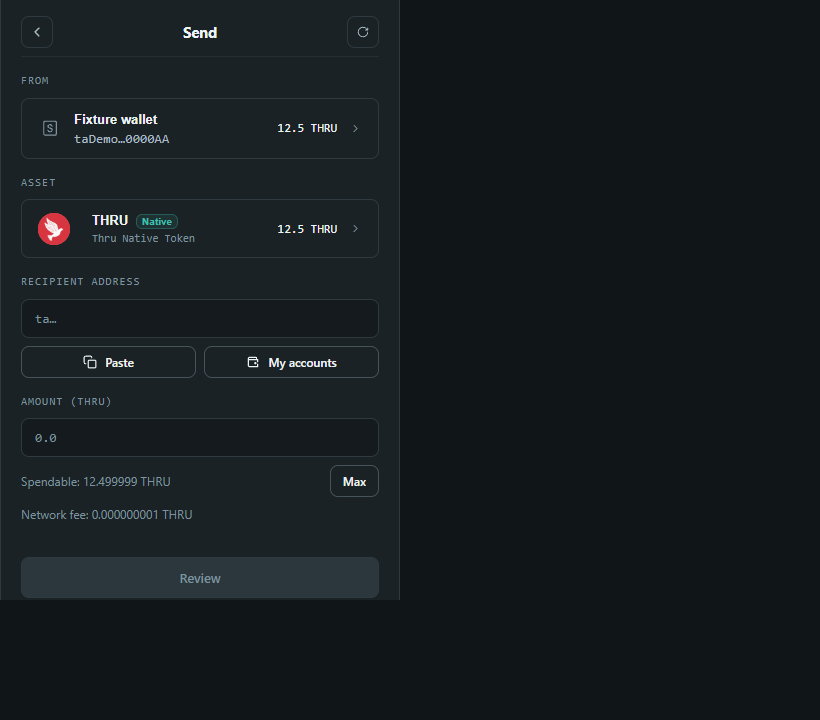 Send
FROM
S
Fixture wallet
taDemo…0000AA
12.5 THRU
ASSET
THRU Native
Thru Native Token
12.5 THRU
RECIPIENT ADDRESS
ta…
Paste
My accounts
AMOUNT (THRU)
0.0
Spendable: 12.499999 THRU
Max
Network fee: 0.000000001 THRU
Review